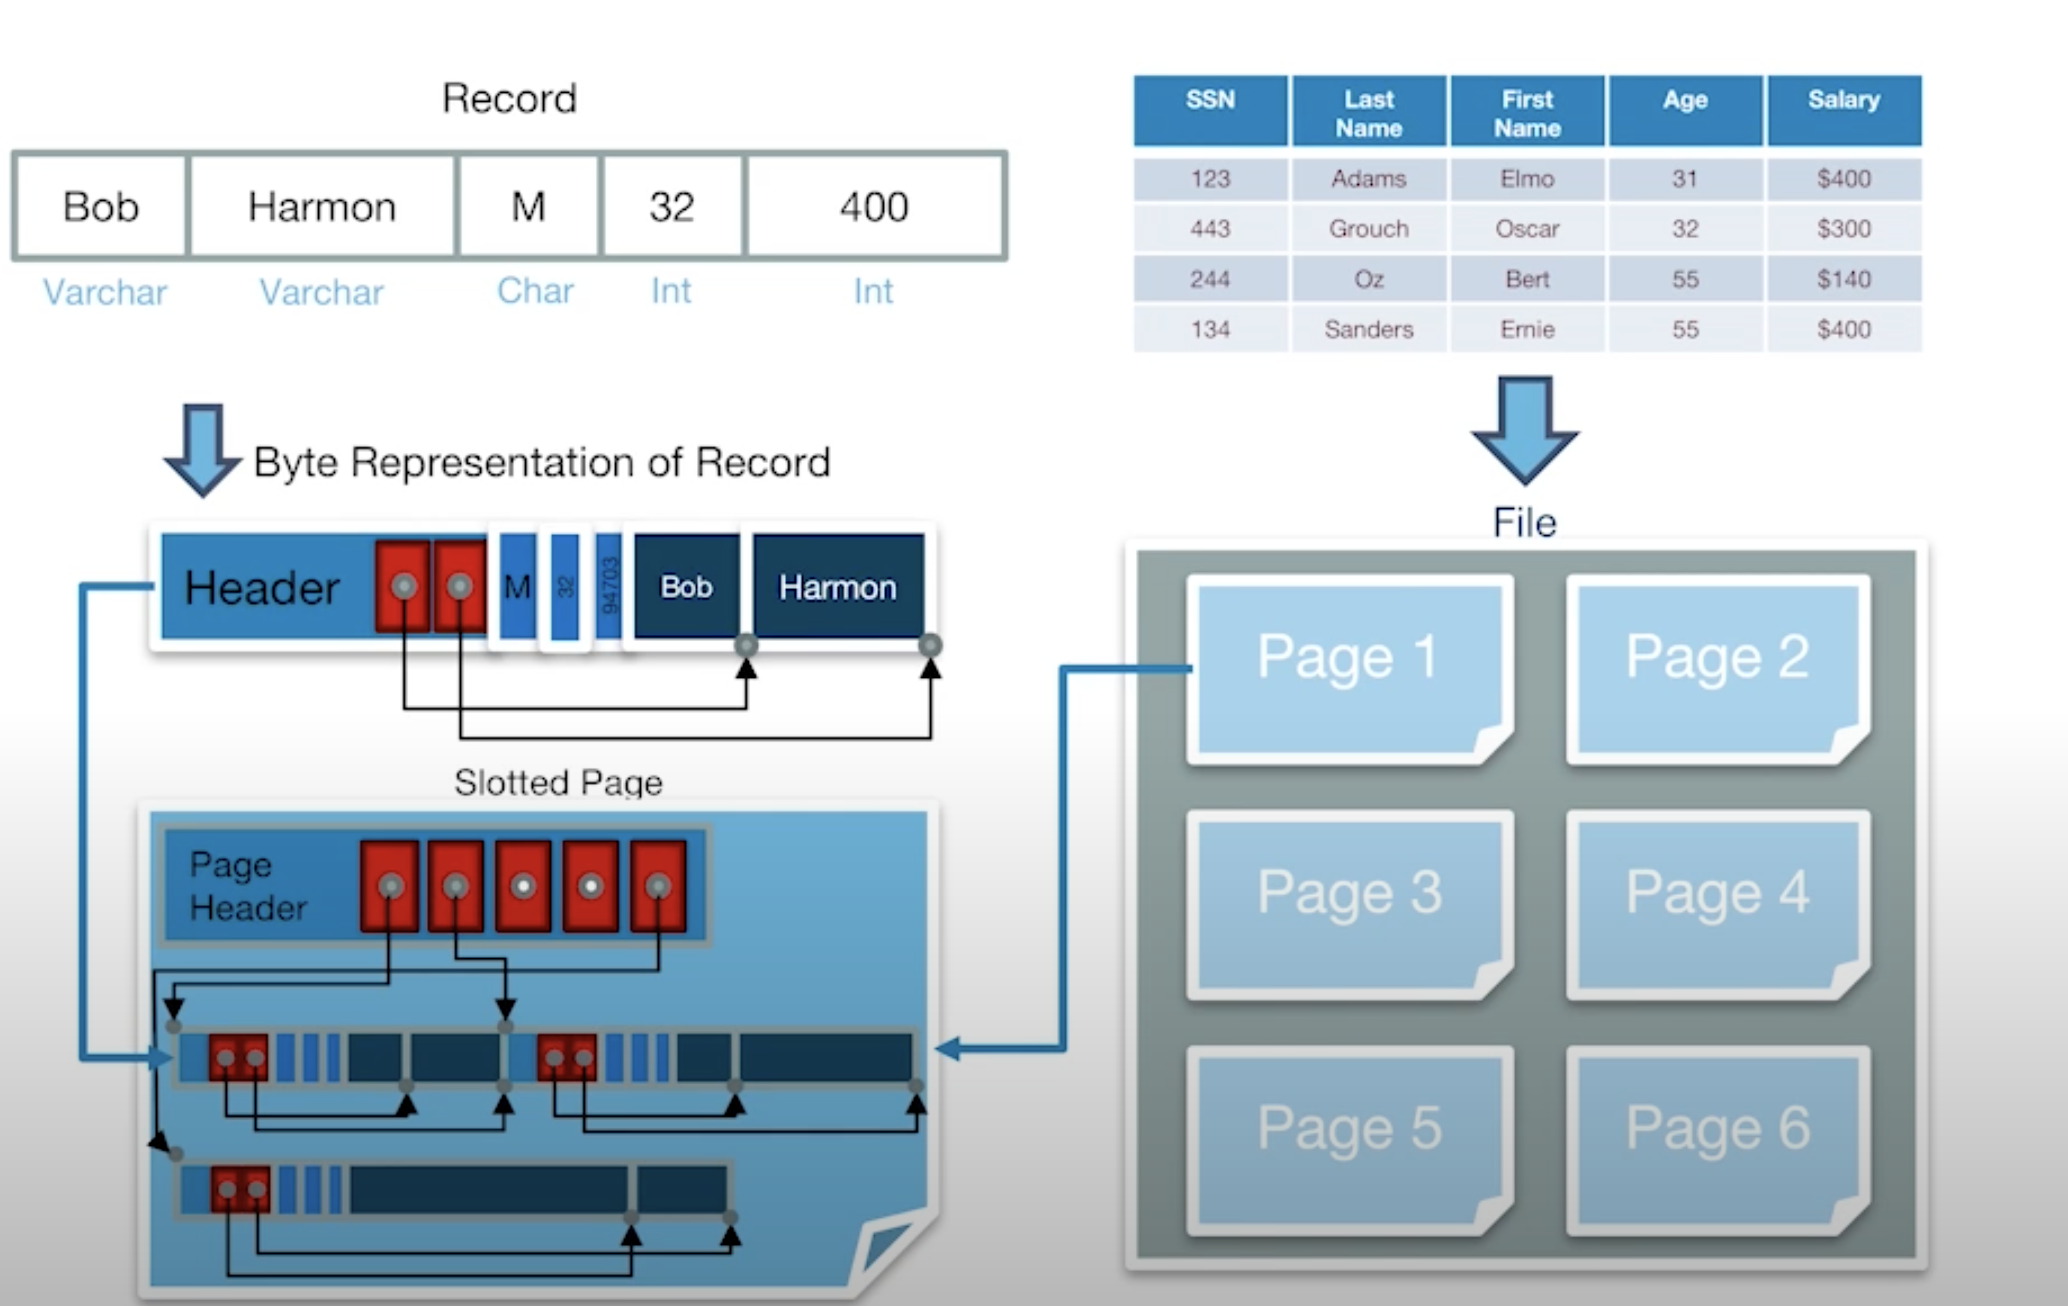 Record
Bob Harmon M 32 400
Varchar Varchar Char Int Int
Byte Representation of Record
Header M 32 94703 Bob Harmon
Slotted Page
Page
Header
SSN Last Name First Name Age Salary
123 Adams Elmo 31 $400
443 Grouch Oscar 32 $300
244 Oz Bert 55 $140
134 Sanders Ernie 55 $400
File
Page 1 Page 2
Page 3 Page 4
Page 5 Page 6